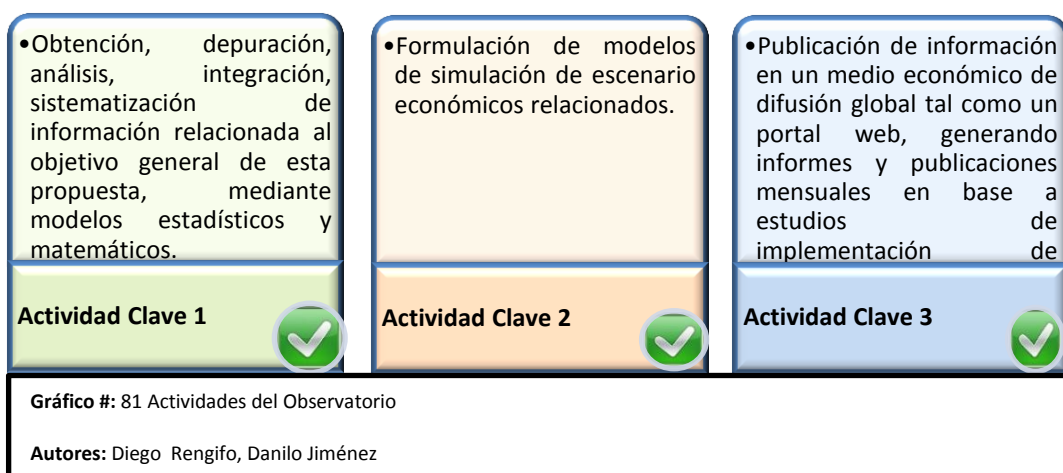 •Obtención, depuración,
análisis, integración,
sistematización de
información relacionada al
objetivo general de esta
propuesta, mediante
modelos estadísticos y
matemáticos.
Actividad Clave 1
•Formulación de modelos
de simulación de escenario
económicos relacionados.
Actividad Clave 2
•Publicación de información
en un medio económico de
difusión global tal como un
portal web, generando
informes y publicaciones
mensuales en base a
estudios de
implementación de
Actividad Clave 3
Gráfico #: 81 Actividades del Observatorio
Autores: Diego Rengifo, Danilo Jiménez